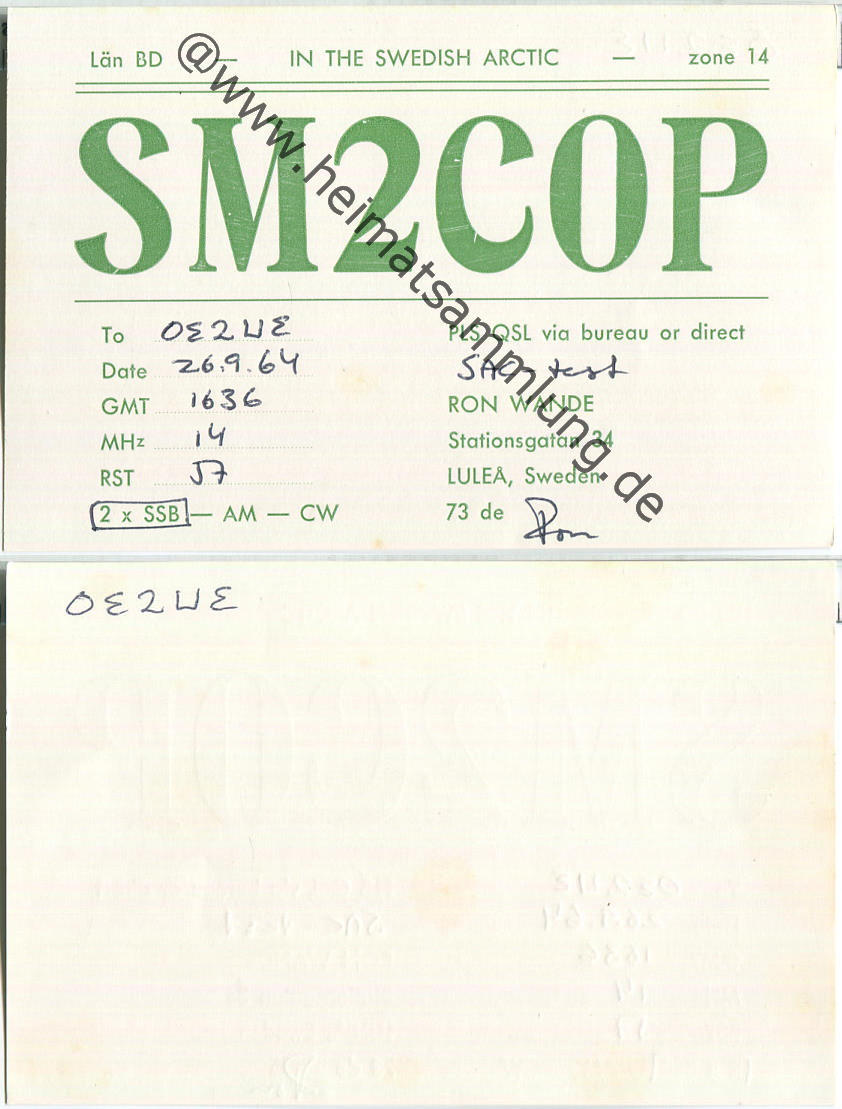 Län BD — IN THE SWEDISH ARCTIC — zone 14
SM2COP
To OE2WE
Date 26.9.64
GMT 1636
MHz 14
RST 57
2 x SSB — AM — CW
PLS QSL via bureau or direct
SAC-test
RON WANDE
Stationsgatan 34
LULEÅ, Sweden
73 de Ron
@www.heimatsammlung.de
OE2WE